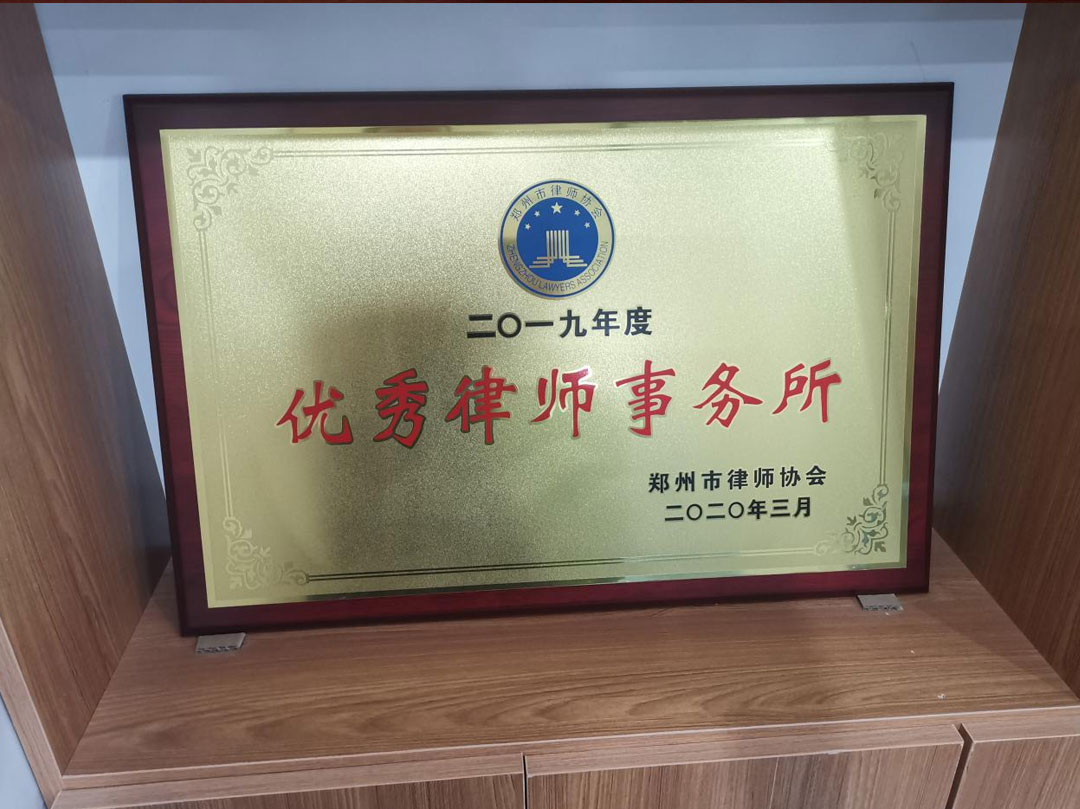 郑州市律师协会
ZHENGZHOU LAWYERS ASSOCIATION
二〇一九年度
优秀律师事务所
郑州市律师协会
二〇二〇年三月